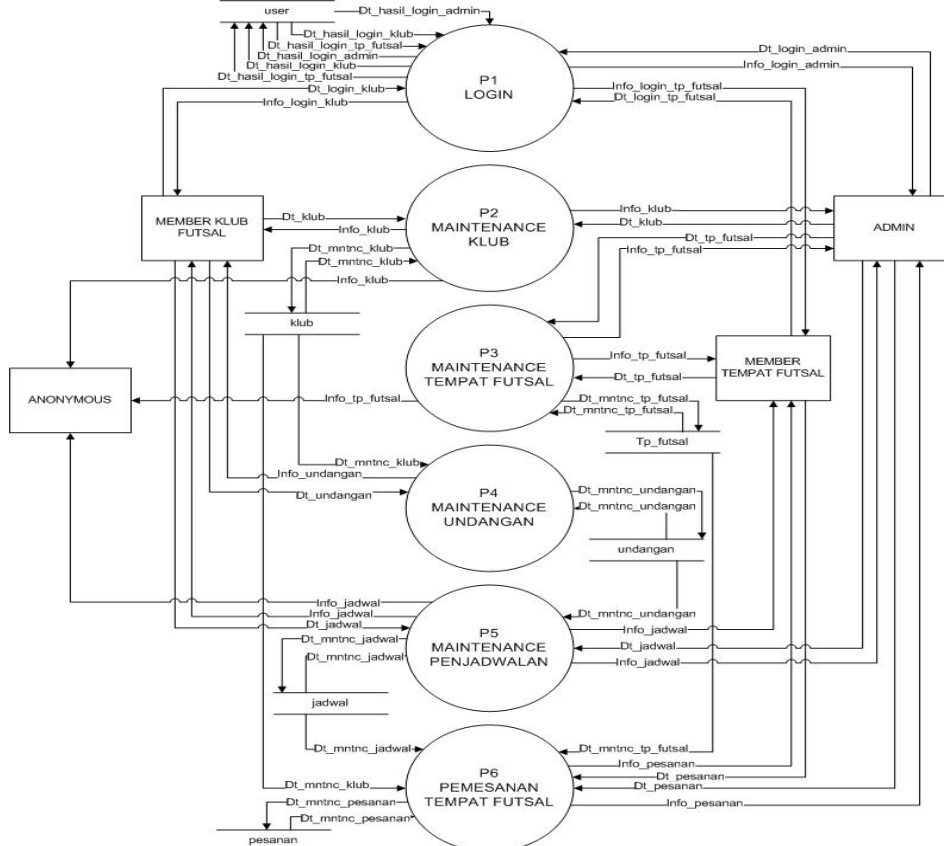 user
Dt_hasil_login_admin
Dt_hasil_login_klub
Dt_hasil_login_tp_futsal
Dt_hasil_login_admin
Dt_hasil_login_klub
Dt_hasil_login_tp_futsal
Dt_login_klub
Info_login_klub
P1
LOGIN
Dt_login_admin
Info_login_admin
Info_login_tp_futsal
Dt_login_tp_futsal
MEMBER KLUB
FUTSAL
Dt_klub
Info_klub
Dt_mntnc_klub
Dt_mntnc_klub
Info_klub
P2
MAINTENANCE
KLUB
Info_klub
Dt_klub
Dt_tp_futsal
Info_tp_futsal
ADMIN
klub
P3
MAINTENANCE
TEMPAT FUTSAL
Info_tp_futsal
Dt_tp_futsal
Dt_mntnc_tp_futsal
Dt_mntnc_tp_futsal
MEMBER
TEMPAT FUTSAL
ANONYMOUS
Info_tp_futsal
Tp_futsal
Dt_mntnc_klub
Info_undangan
Dt_undangan
P4
MAINTENANCE
UNDANGAN
Dt_mntnc_undangan
Dt_mntnc_undangan
undangan
Info_jadwal
Info_jadwal
Dt_jadwal
Dt_mntnc_jadwal
Dt_mntnc_jadwal
P5
MAINTENANCE
PENJADWALAN
Dt_mntnc_undangan
Info_jadwal
Dt_jadwal
Info_jadwal
jadwal
Dt_mntnc_jadwal
Dt_mntnc_klub
Dt_mntnc_pesanan
Dt_mntnc_pesanan
P6
PEMESANAN
TEMPAT FUTSAL
Dt_mntnc_tp_futsal
Info_pesanan
Dt_pesanan
Dt_pesanan
Info_pesanan
pesanan